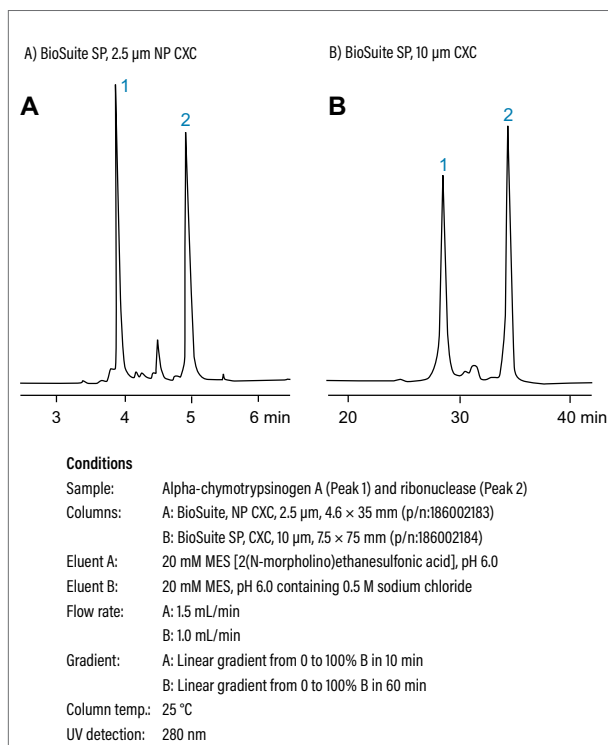 A) BioSuite SP, 2.5 µm NP CXC
B) BioSuite SP, 10 µm CXC
A
1
2
3 4 5 6 min
B
1
2
20 30 40 min
Conditions
Sample: Alpha-chymotrypsinogen A (Peak 1) and ribonuclease (Peak 2)
Columns: A: BioSuite, NP CXC, 2.5 µm, 4.6 × 35 mm (p/n:186002183)
B: BioSuite SP, CXC, 10 µm, 7.5 × 75 mm (p/n:186002184)
Eluent A: 20 mM MES [2(N-morpholino)ethanesulfonic acid], pH 6.0
Eluent B: 20 mM MES, pH 6.0 containing 0.5 M sodium chloride
Flow rate: A: 1.5 mL/min
B: 1.0 mL/min
Gradient: A: Linear gradient from 0 to 100% B in 10 min
B: Linear gradient from 0 to 100% B in 60 min
Column temp.: 25 °C
UV detection: 280 nm